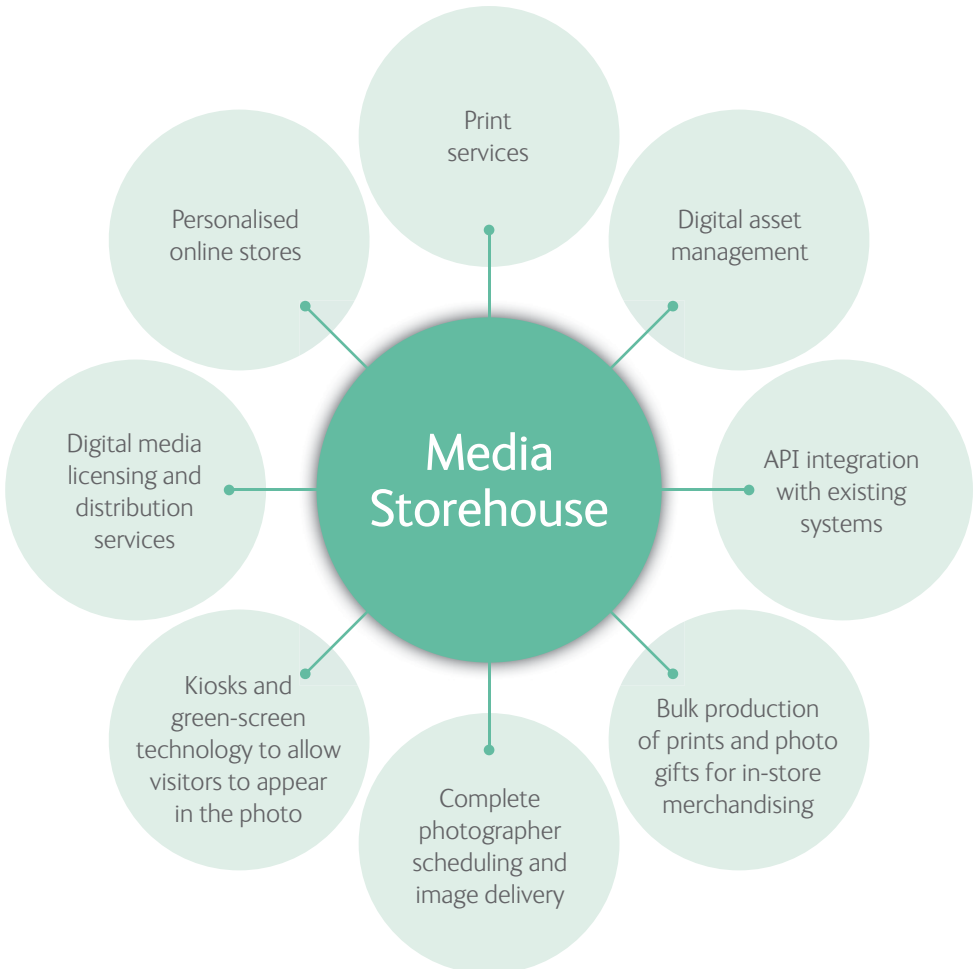 Print
services
Digital asset
management
API integration
with existing
systems
Bulk production
of prints and photo
gifts for in-store
merchandising
Complete
photographer
scheduling and
image delivery
Kiosks and
green-screen
technology to allow
visitors to appear
in the photo
Digital media
licensing and
distribution
services
Personalised
online stores
Media
Storehouse